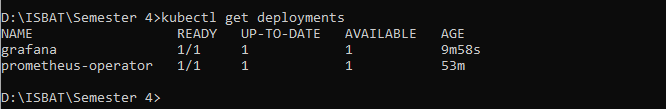 D:\ISBAT\Semester 4>kubectl get deployments
NAME READY UP-TO-DATE AVAILABLE AGE
grafana 1/1 1 1 9m58s
prometheus-operator 1/1 1 1 53m
D:\ISBAT\Semester 4>